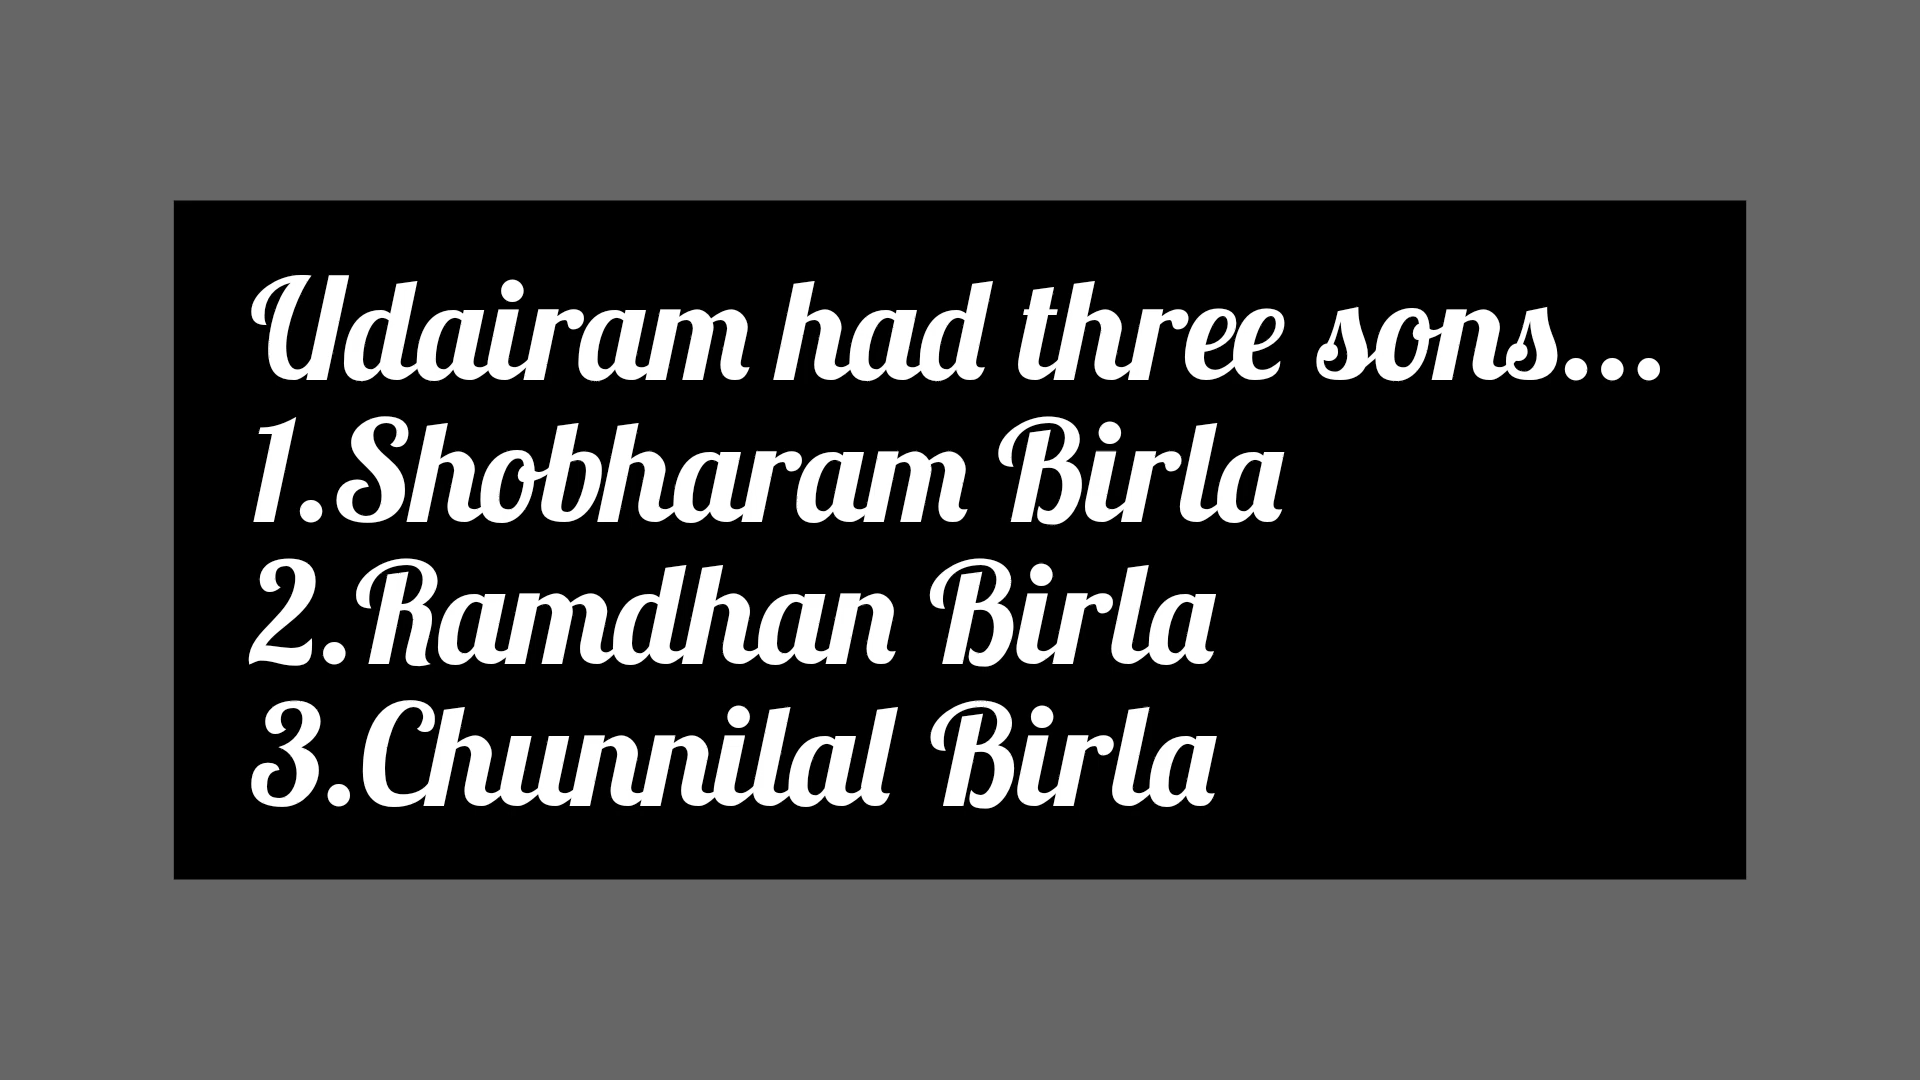 Udairam had three sons...
1.Shobharam Birla
2.Ramdhan Birla
3.Chunnilal Birla